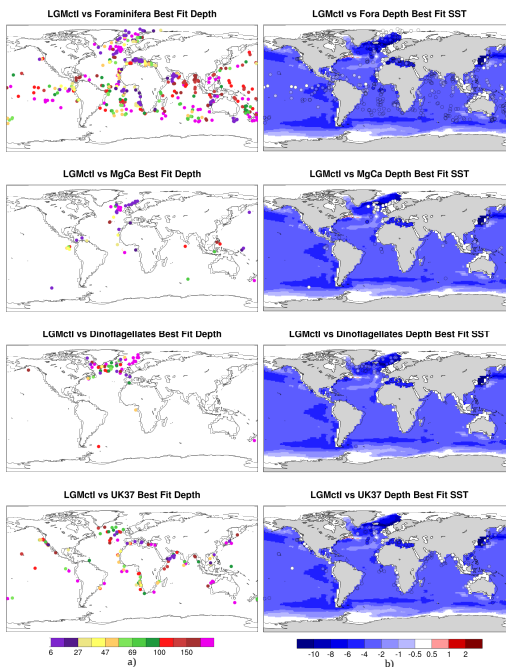 LGMctl vs Foraminifera Best Fit Depth
LGMctl vs Fora Depth Best Fit SST
LGMctl vs MgCa Best Fit Depth
LGMctl vs MgCa Best Fit SST
LGMctl vs Dinoflagellates Best Fit Depth
LGMctl vs Dinoflagellates Depth Best Fit SST
LGMctl vs UK37 Best Fit Depth
LGMctl vs UK37 Depth Best Fit SST
6 27 47 69 100 150
-10 -8 -6 -4 -2 -1 -0.5 0.5 1 2
a)
b)